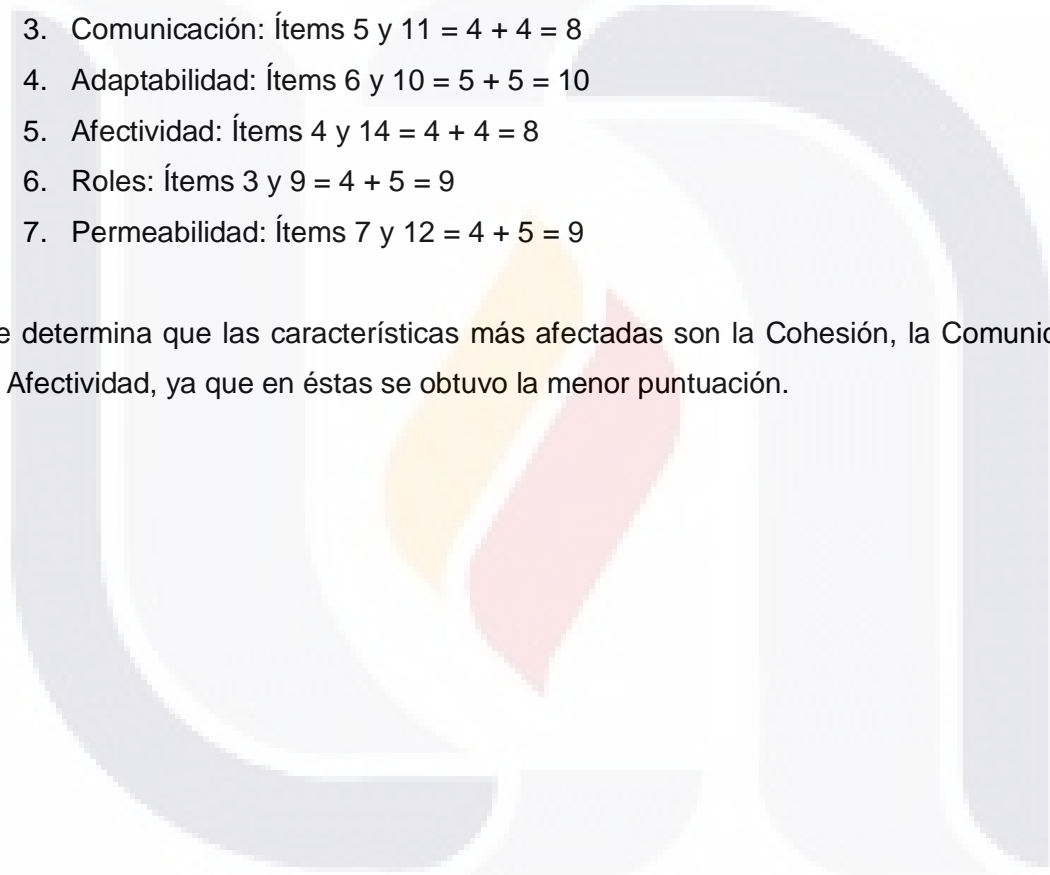 3. Comunicación: Ítems 5 y 11 = 4 + 4 = 8
4. Adaptabilidad: Ítems 6 y 10 = 5 + 5 = 10
5. Afectividad: Ítems 4 y 14 = 4 + 4 = 8
6. Roles: Ítems 3 y 9 = 4 + 5 = 9
7. Permeabilidad: Ítems 7 y 12 = 4 + 5 = 9
e determina que las características más afectadas son la Cohesión, la Comunic
Afectividad, ya que en éstas se obtuvo la menor puntuación.